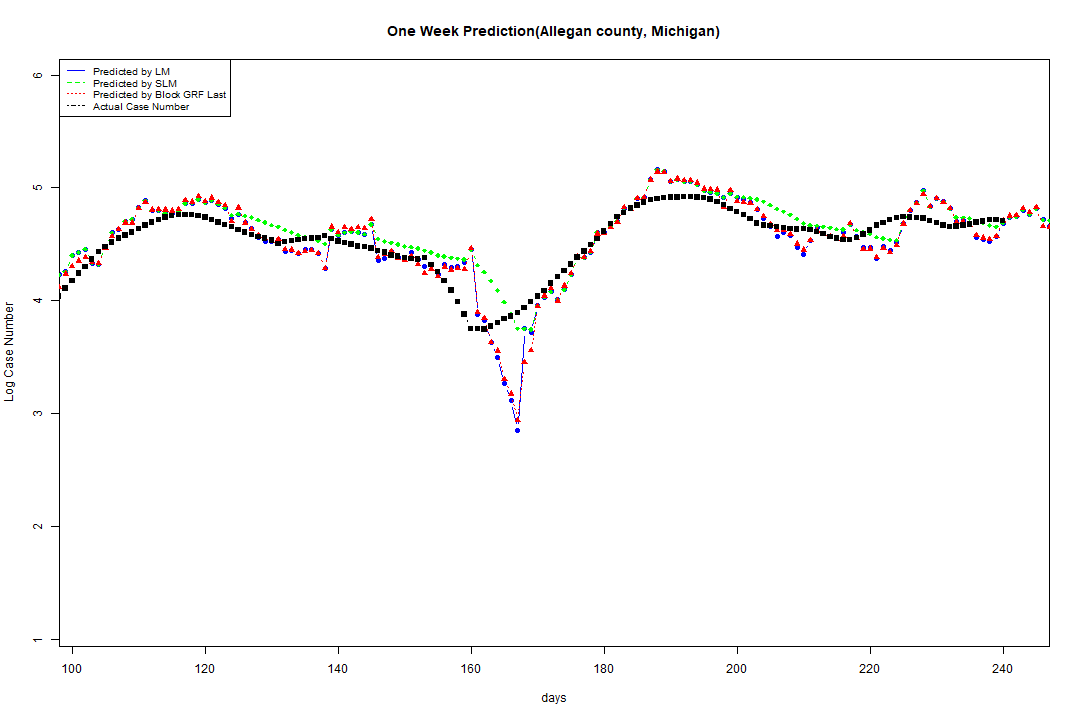 One Week Prediction(Allegan county, Michigan)
Predicted by LM
Predicted by SLM
Predicted by Block GRF Last
Actual Case Number
6
5
4
3
2
1
Log Case Number
100 120 140 160 180 200 220 240
days